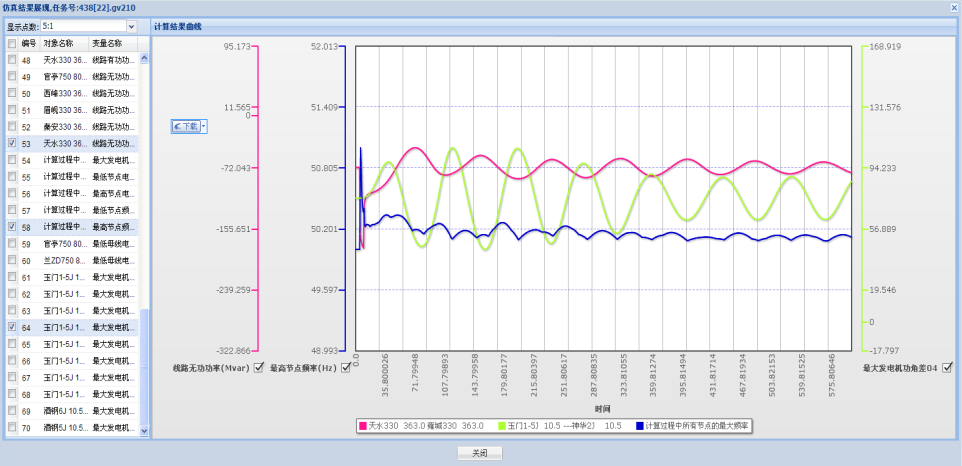 仿真结果展现,任务号:438[22].gv210
显示点数: 5:1
计算结果曲线
编号 对象名称 变量名称
48 天水330 36... 线路有功功...
49 官亭750 80... 线路无功功...
50 西峰330 36... 线路无功功...
51 眉岘330 36... 线路无功功...
52 秦安330 36... 线路无功功...
53 天水330 36... 线路无功功...
54 计算过程中... 最大发电机...
55 计算过程中... 最低节点电...
56 计算过程中... 最高节点电...
57 计算过程中... 最低节点频...
58 计算过程中... 最高节点频...
59 官亭750 80... 最低母线电...
60 兰ZD750 8... 最低母线电...
61 玉门1-5J 1... 最大发电机...
62 玉门1-5J 1... 最大发电机...
63 玉门1-5J 1... 最大发电机...
64 玉门1-5J 1... 最大发电机...
65 玉门1-5J 1... 最大发电机...
66 玉门1-5J 1... 最大发电机...
67 玉门1-5J 1... 最大发电机...
68 玉门1-5J 1... 最大发电机...
69 酒钢6J 10.5... 最大发电机...
70 酒钢5J 10.5... 最大发电机...
下载
95.173
11.565
0
-72.043
-155.651
-239.259
-322.866
52.013
51.409
50.805
50.201
49.597
48.993
168.919
131.576
94.233
56.889
19.546
0
-17.797
线路无功功率(Mvar) 最高节点频率(Hz) 最大发电机功角差04
0.0
35.800026
71.79948
107.79893
143.79958
179.80177
215.80397
251.80617
287.80835
323.81055
359.81274
395.81494
431.81714
467.81934
503.82153
539.81525
575.80646
时间
天水330 363.0 雍城330 363.0 玉门1-5J 10.5 ---神华2J 10.5 计算过程中所有节点的最大频率
关闭